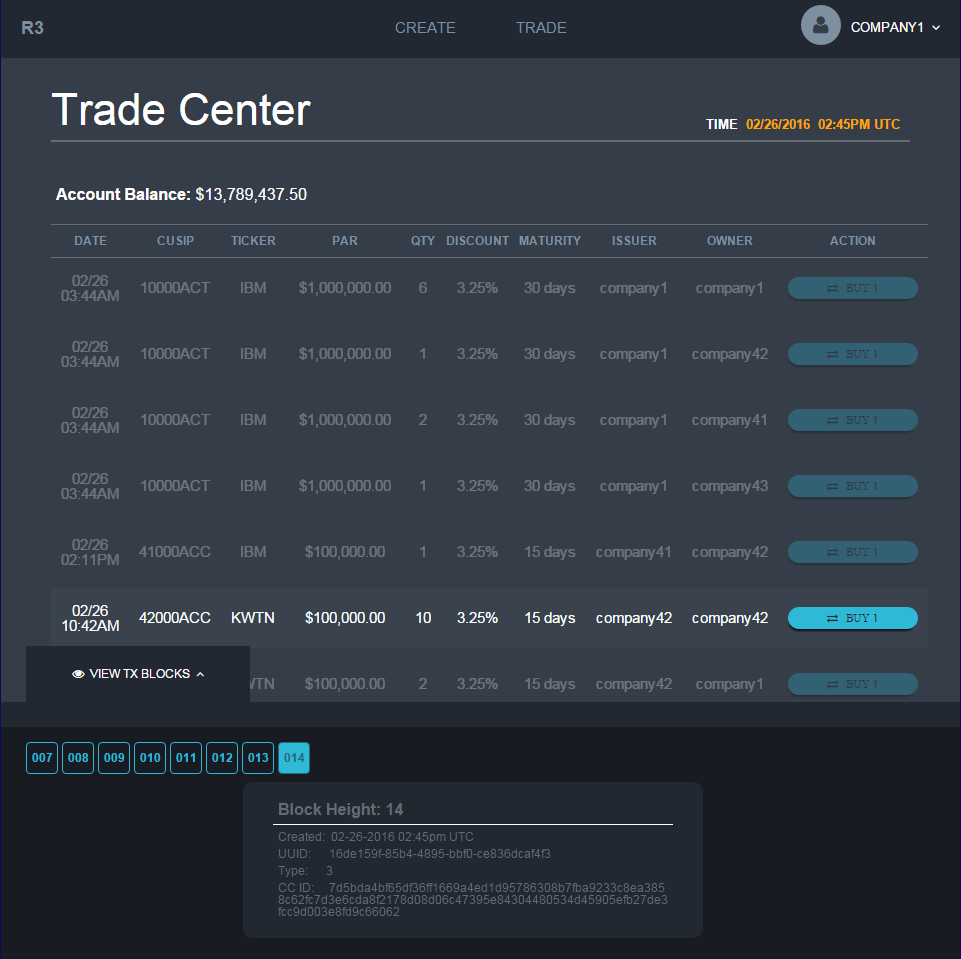 R3 CREATE TRADE COMPANY1
Trade Center
TIME 02/26/2016 02:45PM UTC
Account Balance: $13,789,437.50
DATE CUSIP TICKER PAR QTY DISCOUNT MATURITY ISSUER OWNER ACTION
02/26
03:44AM 10000ACT IBM $1,000,000.00 6 3.25% 30 days company1 company1 BUY 1
02/26
03:44AM 10000ACT IBM $1,000,000.00 1 3.25% 30 days company1 company42 BUY 1
02/26
03:44AM 10000ACT IBM $1,000,000.00 2 3.25% 30 days company1 company41 BUY 1
02/26
03:44AM 10000ACT IBM $1,000,000.00 1 3.25% 30 days company1 company43 BUY 1
02/26
02:11PM 41000ACC IBM $100,000.00 1 3.25% 15 days company41 company42 BUY 1
02/26
10:42AM 42000ACC KWTN $100,000.00 10 3.25% 15 days company42 company42 BUY 1
VIEW TX BLOCKS
WTN $100,000.00 2 3.25% 15 days company42 company1 BUY 1
007 008 009 010 011 012 013 014
Block Height: 14
Created: 02-26-2016 02:45pm UTC
UUID: 16de159f-85b4-4895-bbf0-ce836dcaf4f3
Type: 3
CC ID: 7d5bda4bf65df36ff1669a4ed1d95786308b7fba9233c8ea385
8c62fc7d3e6cda8f2178d08d06c47395e84304480534d45905efb27de3
fcc9d003e8fd9c66062